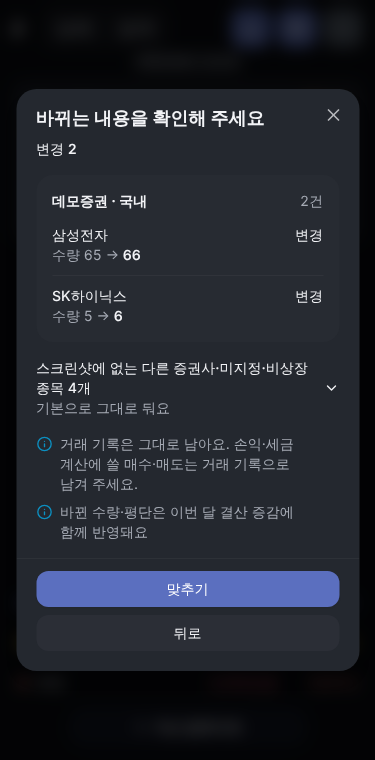 바뀌는 내용을 확인해 주세요
변경 2
데모증권 · 국내 2건
삼성전자 변경
수량 65 → 66
SK하이닉스 변경
수량 5 → 6
스크린샷에 없는 다른 증권사·미지정·비상장
종목 4개
기본으로 그대로 둬요
거래 기록은 그대로 남아요. 손익·세금
계산에 쓸 매수·매도는 거래 기록으로
남겨 주세요.
바뀐 수량·평단은 이번 달 결산 증감에
함께 반영돼요
맞추기
뒤로